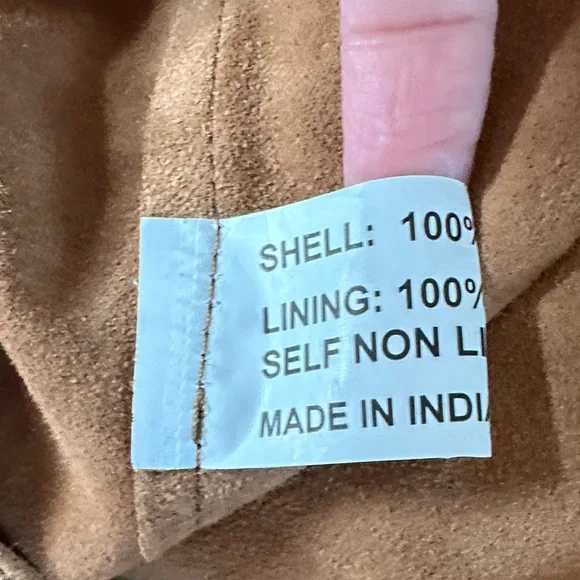 SHELL: 100%
LINING: 100%
SELF NON LI
MADE IN INDIA